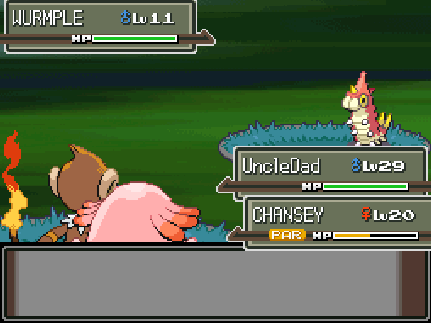 WURMPLE ♂Lv11
HP
UncleDad ♂Lv29
HP
CHANSEY ♀Lv20
PAR HP